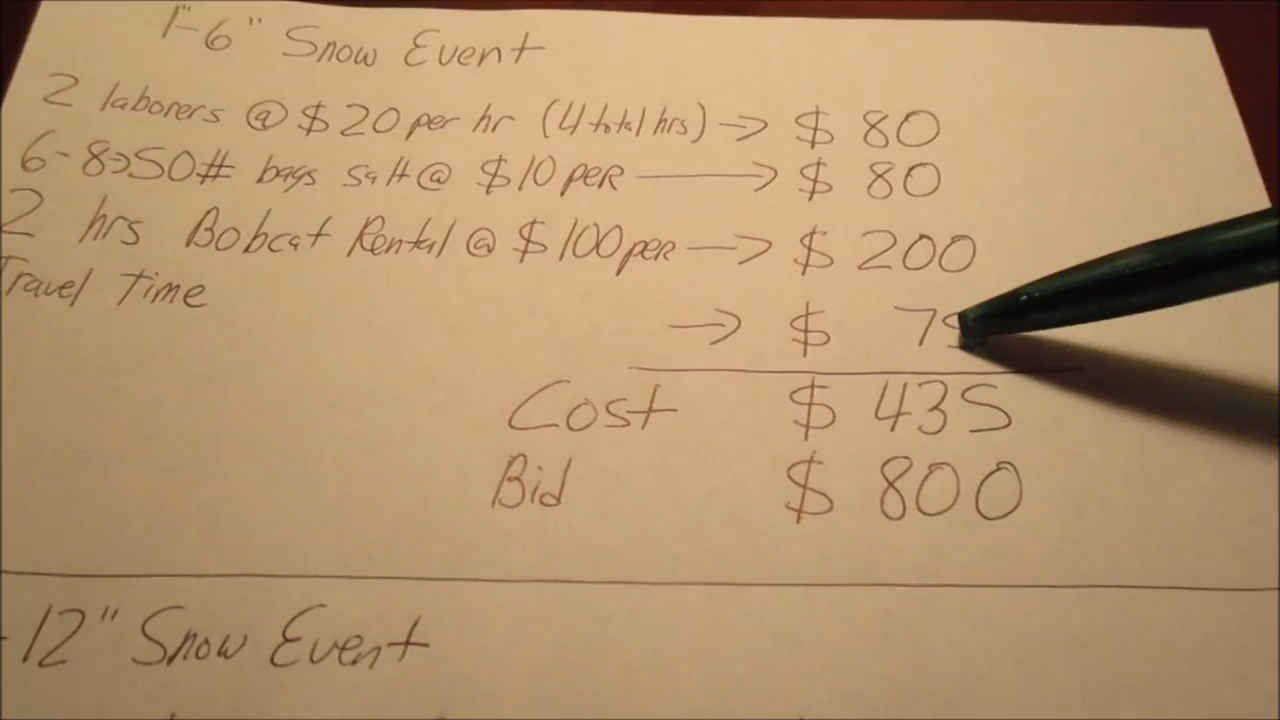 1"-6" Snow Event
2 laborers @ $20 per hr (4 total hrs) → $ 80
6-8→50# bags salt @ $10 per → $ 80
2 hrs Bobcat Rental @ $100 per → $ 200
Travel Time
→ $ 75
Cost $ 435
Bid $ 800
-12" Snow Event